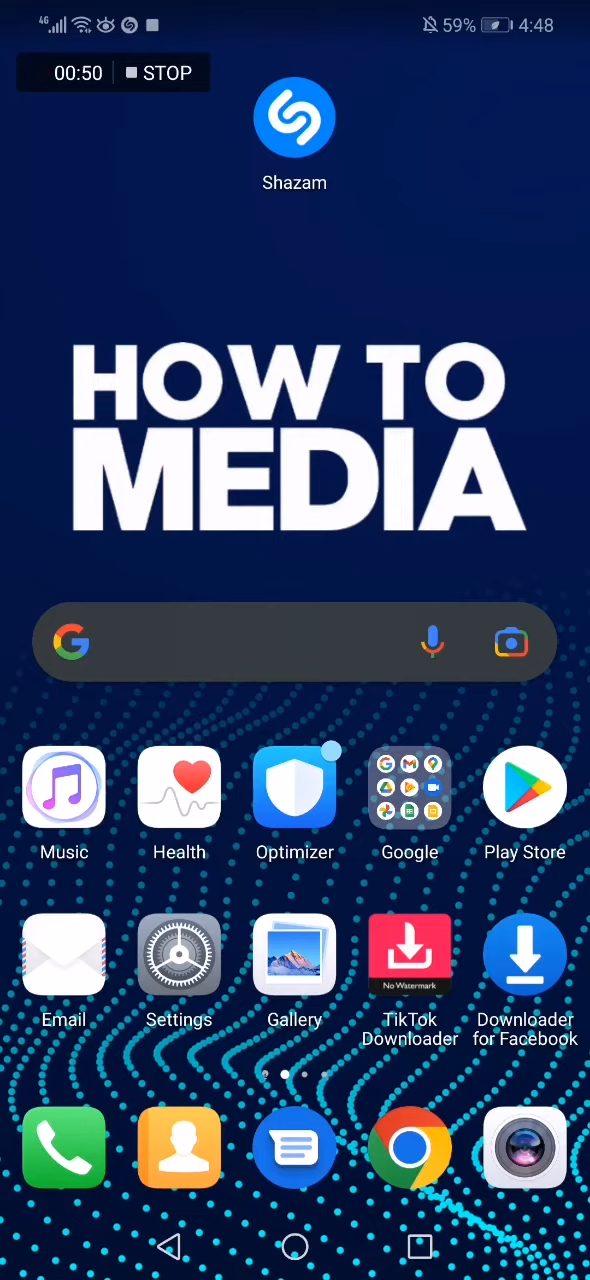 4G
59%
4:48
00:50
STOP
Shazam
HOW TO
MEDIA
Music
Health
Optimizer
Google
Play Store
Email
Settings
Gallery
No Watermark
TikTok
Downloader
Downloader
for Facebook